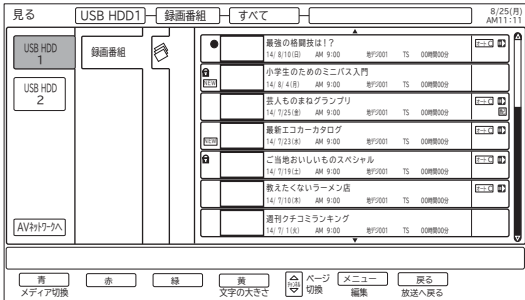 見る USB HDD1 録画番組 すべて 8/25(月)
AM11:11
USB HDD
1
録画番組
USB HDD
2
AVネットワークへ
最強の格闘技は!?
14/ 8/10(日) AM 9:00 地デジ001 TS 00時間00分
小学生のためのミニバス入門
NEW 14/ 8/ 4(月) AM 9:00 地デジ001 TS 00時間00分
芸人ものまねグランプリ
14/ 7/25(金) AM 9:00 地デジ001 TS 00時間00分
最新エコカーカタログ
NEW 14/ 7/23(水) AM 9:00 地デジ001 TS 00時間00分
ご当地おいしいものスペシャル
14/ 7/19(土) AM 9:00 地デジ001 TS 00時間00分
教えたくないラーメン店
14/ 7/10(木) AM 9:00 地デジ001 TS 00時間00分
週刊クチコミランキング
14/ 7/ 1(火) AM 9:00 地デジ001 TS 00時間00分
青 赤 緑 黄 チャンネル ページ メニュー 戻る
メディア切換 文字の大きさ 切換 編集 放送へ戻る